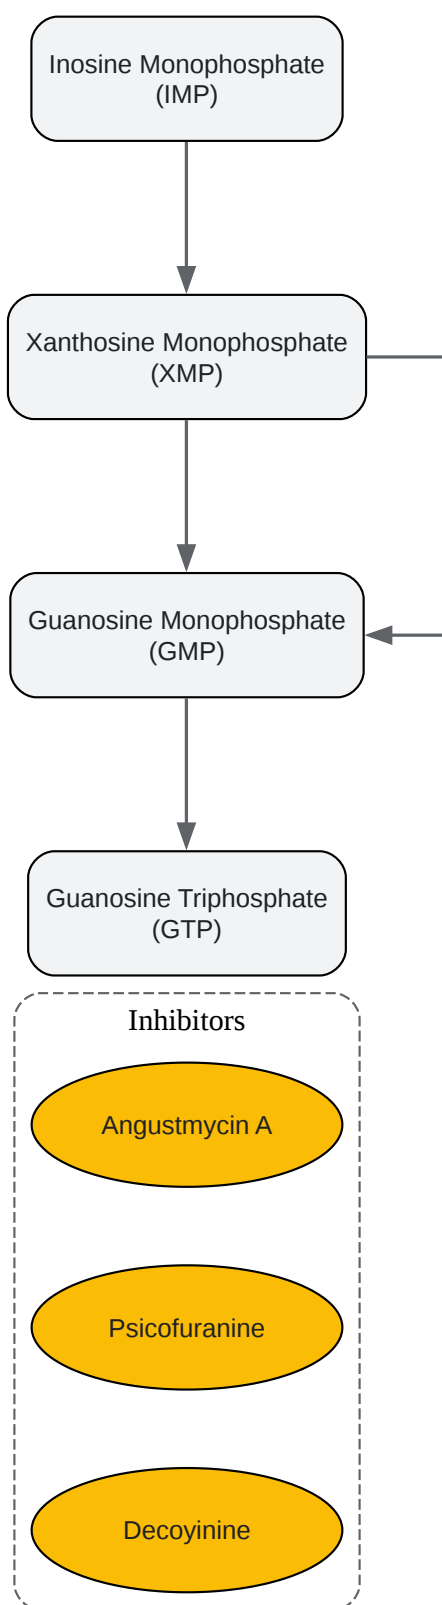 Inosine Monophosphate
(IMP)
Xanthosine Monophosphate
(XMP)
Guanosine Monophosphate
(GMP)
Guanosine Triphosphate
(GTP)
Inhibitors
Angustmycin A
Psicofuranine
Decoyinine